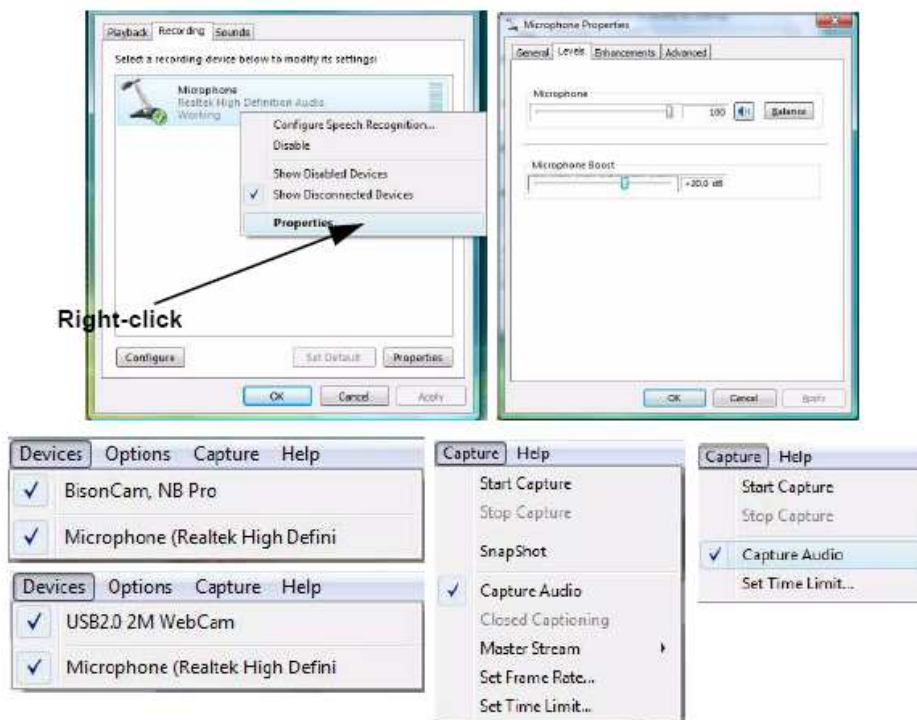 Playback Recording Sounds
Select a recording device below to modify its settings:
Microphone
Realtek High Definition Audio
Working
Configure Speech Recognition...
Disable
Show Disabled Devices
Show Disconnected Devices
Properties
Right-click
Configure Set Default Properties
OK Cancel Apply
Microphone Properties
General Levels Enhancements Advanced
Microphone
100 Balance
Microphone Boost
+20.0 dB
OK Cancel Apply
Devices Options Capture Help
BisonCam, NB Pro
Microphone (Realtek High Defini
Devices Options Capture Help
USB2.0 2M WebCam
Microphone (Realtek High Defini
Capture Help
Start Capture
Stop Capture
SnapShot
Capture Audio
Closed Captioning
Master Stream
Set Frame Rate...
Set Time Limit...
Capture Help
Start Capture
Stop Capture
Capture Audio
Set Time Limit...